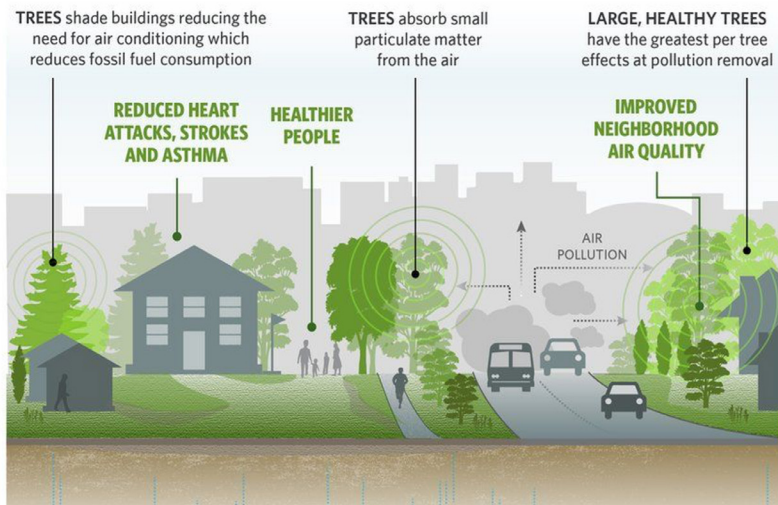 TREES shade buildings reducing the
need for air conditioning which
reduces fossil fuel consumption
TREES absorb small
particulate matter
from the air
LARGE, HEALTHY TREES
have the greatest per tree
effects at pollution removal
REDUCED HEART
ATTACKS, STROKES
AND ASTHMA
HEALTHIER
PEOPLE
IMPROVED
NEIGHBORHOOD
AIR QUALITY
AIR
POLLUTION